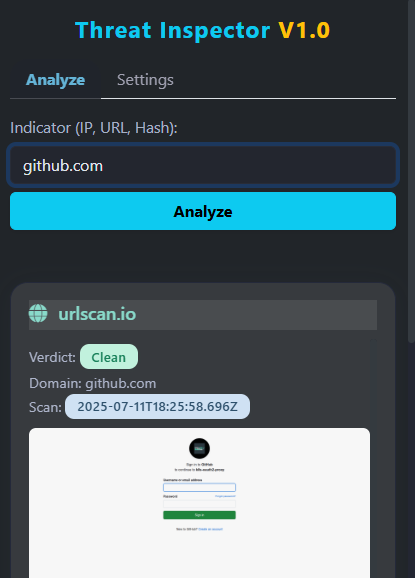 Threat Inspector V1.0
Analyze Settings
Indicator (IP, URL, Hash):
github.com
Analyze
urlscan.io
Verdict: Clean
Domain: github.com
Scan: 2025-07-11T18:25:58.696Z
Sign in to GitHub
Username or email address
Password
Sign in